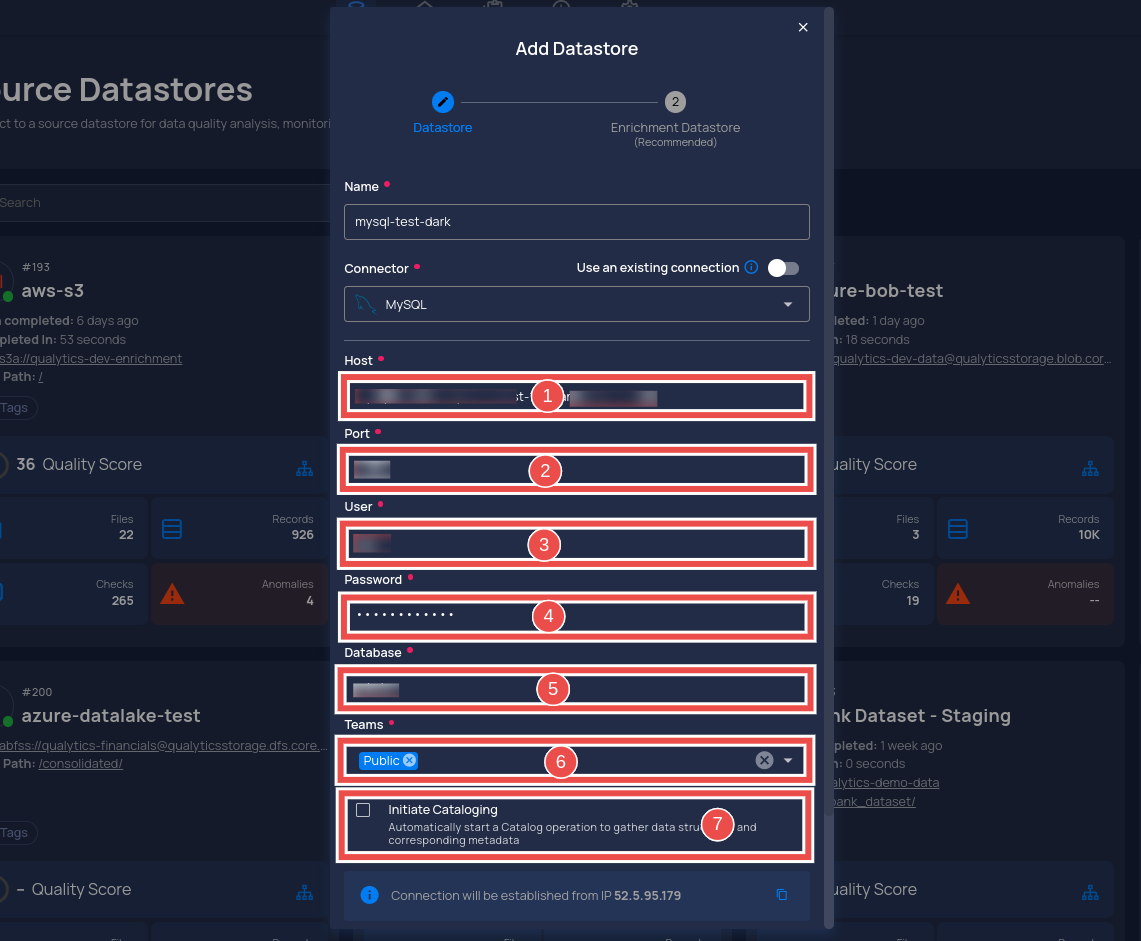 Add Datastore
2
Datastore
Enrichment Datastore
(Recommended)
Name
mysql-test-dark
Connector
Use an existing connection
MySQL
Host
1
Port
2
User
3
Password
4
Database
5
Teams
Public
6
Initiate Cataloging
Automatically start a Catalog operation to gather data and
corresponding metadata
7
Connection will be established from IP 52.5.95.179
ource Datastores
ct to a source datastore for data quality analysis, monitori
Search
#193
aws-s3
completed: 6 days ago
pleted In: 53 seconds
s3a://qualytics-dev-enrichment
Path: /
Tags
36 Quality Score
Files
22
Records
926
Checks
265
Anomalies
4
#200
azure-datalake-test
abfss://qualytics-financials@qualyticsstorage.dfs.core...
Path: /consolidated/
Tags
– Quality Score
ure-bob-test
leted: 1 day ago
n: 18 seconds
qualytics-dev-data@qualyticsstorage.blob.cor...
uality Score
Files
3
Records
10K
Checks
19
Anomalies
--
nk Dataset - Staging
pleted: 1 week ago
n: 0 seconds
alytics-demo-data
bank_dataset/
uality Score